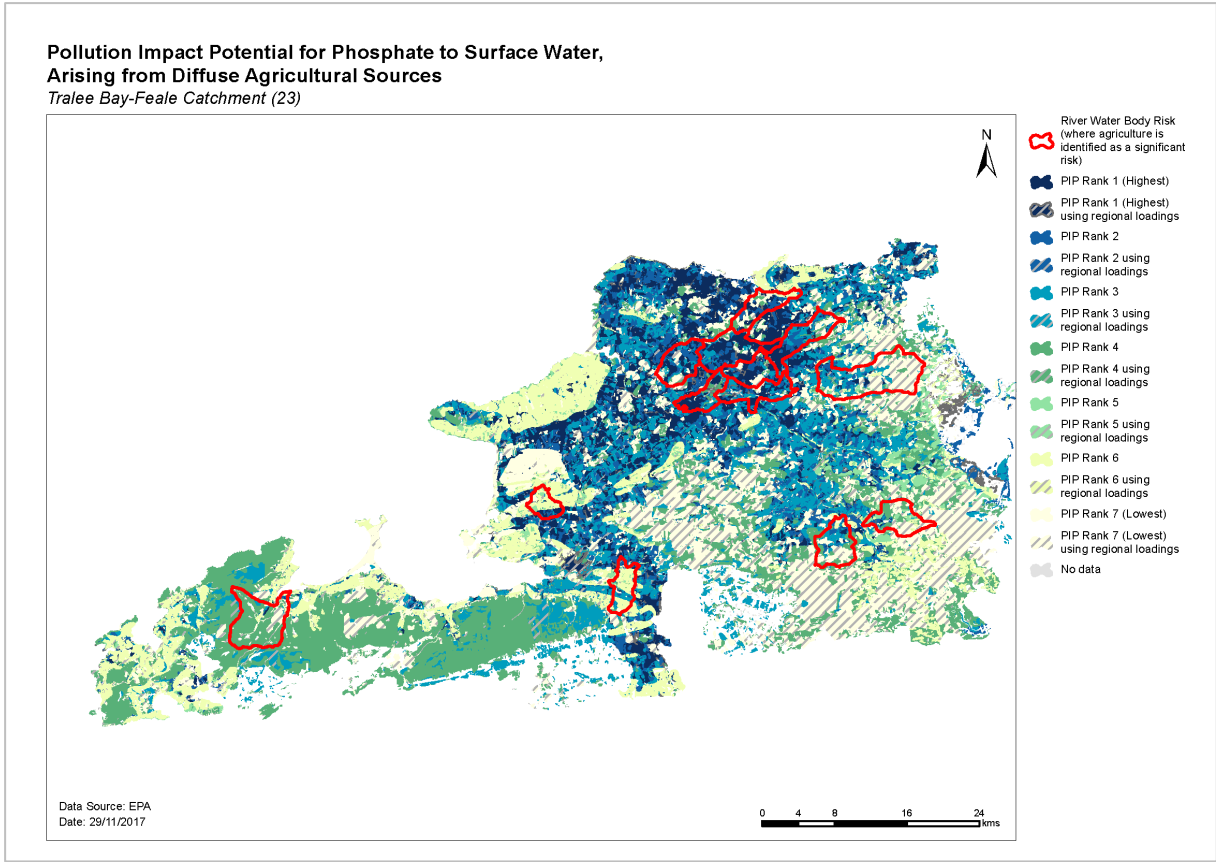 Pollution Impact Potential for Phosphate to Surface Water,
Arising from Diffuse Agricultural Sources
Tralee Bay-Feale Catchment (23)
N
River Water Body Risk
(where agriculture is
identified as a significant
risk)
PIP Rank 1 (Highest)
PIP Rank 1 (Highest)
using regional loadings
PIP Rank 2
PIP Rank 2 using
regional loadings
PIP Rank 3
PIP Rank 3 using
regional loadings
PIP Rank 4
PIP Rank 4 using
regional loadings
PIP Rank 5
PIP Rank 5 using
regional loadings
PIP Rank 6
PIP Rank 6 using
regional loadings
PIP Rank 7 (Lowest)
PIP Rank 7 (Lowest)
using regional loadings
No data
Data Source: EPA
Date: 29/11/2017
0 4 8 16 24
kms